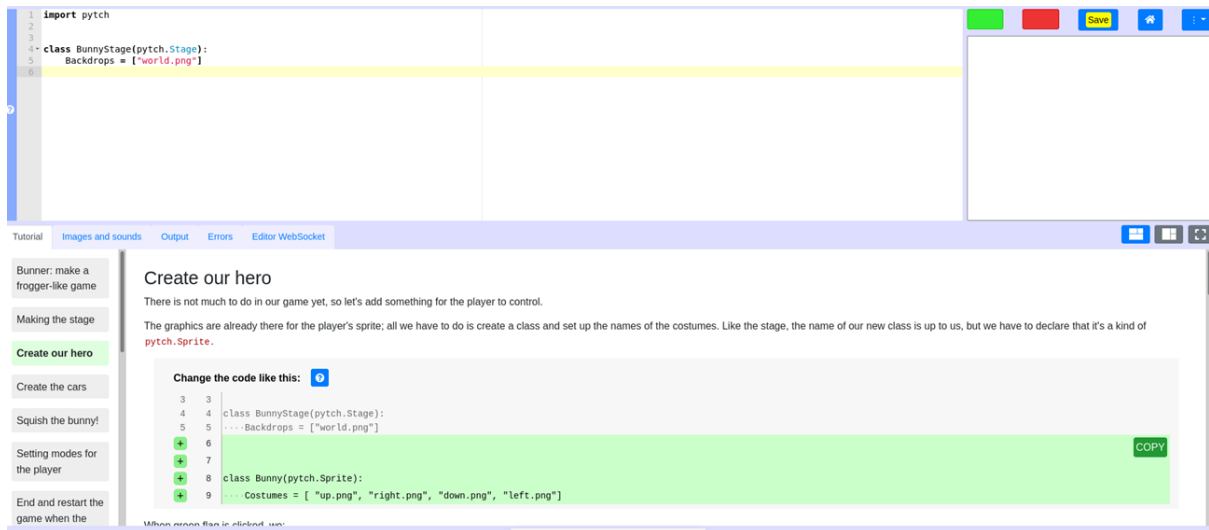 1 import pytch
2
3
4 class BunnyStage(pytch.Stage):
5     Backdrops = ["world.png"]
6
Save
Tutorial Images and sounds Output Errors Editor WebSocket
Bunner: make a
frogger-like game
Making the stage
Create our hero
Create the cars
Squish the bunny!
Setting modes for
the player
End and restart the
game when the
Create our hero
There is not much to do in our game yet, so let's add something for the player to control.
The graphics are already there for the player's sprite; all we have to do is create a class and set up the names of the costumes. Like the stage, the name of our new class is up to us, but we have to declare that it's a kind of
pytch.Sprite.
Change the code like this: ?
3 3
4 4 class BunnyStage(pytch.Stage):
5 5 ····Backdrops = ["world.png"]
+ 6
COPY
+ 7
+ 8 class Bunny(pytch.Sprite):
+ 9 ····Costumes = [ "up.png", "right.png", "down.png", "left.png"]
When green flag is clicked, we: